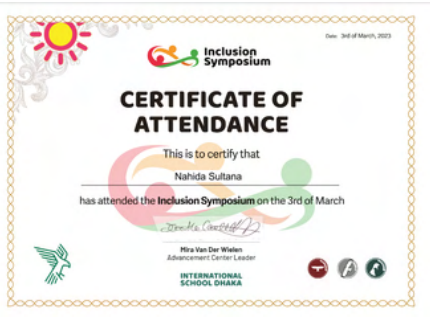 Date: 3rd of March, 2023
Inclusion
Symposium
CERTIFICATE OF
ATTENDANCE
This is to certify that
Nahida Sultana
has attended the Inclusion Symposium on the 3rd of March
Mira Van Der Wielen
Advancement Center Leader
INTERNATIONAL
SCHOOL DHAKA